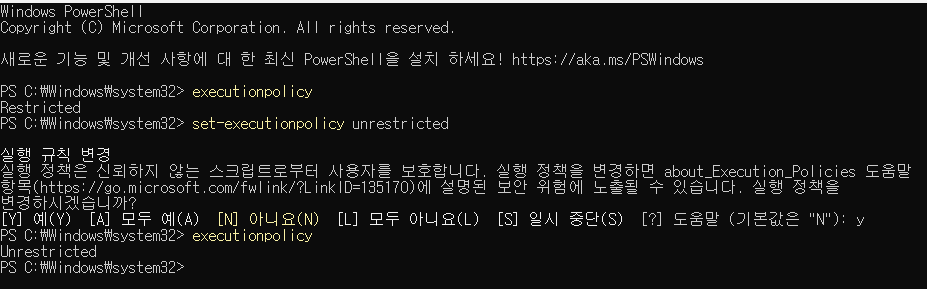 Windows PowerShell
Copyright (C) Microsoft Corporation. All rights reserved.
새로운 기능 및 개선 사항에 대 한 최신 PowerShell을 설치 하세요! https://aka.ms/PSWindows
PS C:\Windows\system32> executionpolicy
Restricted
PS C:\Windows\system32> set-executionpolicy unrestricted
실행 규칙 변경
실행 정책은 신뢰하지 않는 스크립트로부터 사용자를 보호합니다. 실행 정책을 변경하면 about_Execution_Policies 도움말
항목(https://go.microsoft.com/fwlink/?LinkID=135170)에 설명된 보안 위험에 노출될 수 있습니다. 실행 정책을
변경하시겠습니까?
[Y] 예(Y)  [A] 모두 예(A)  [N] 아니요(N)  [L] 모두 아니요(L)  [S] 일시 중단(S)  [?] 도움말 (기본값은 "N"): y
PS C:\Windows\system32> executionpolicy
Unrestricted
PS C:\Windows\system32>